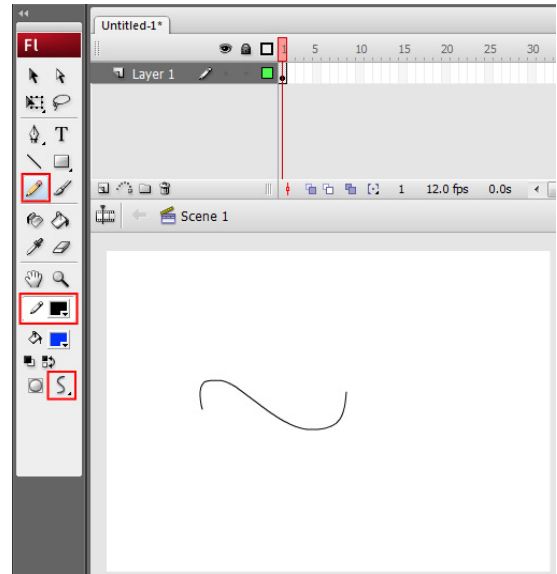 Untitled-1*
Fl
1 5 10 15 20 25 30
Layer 1
T
1 12.0 fps 0.0s
Scene 1